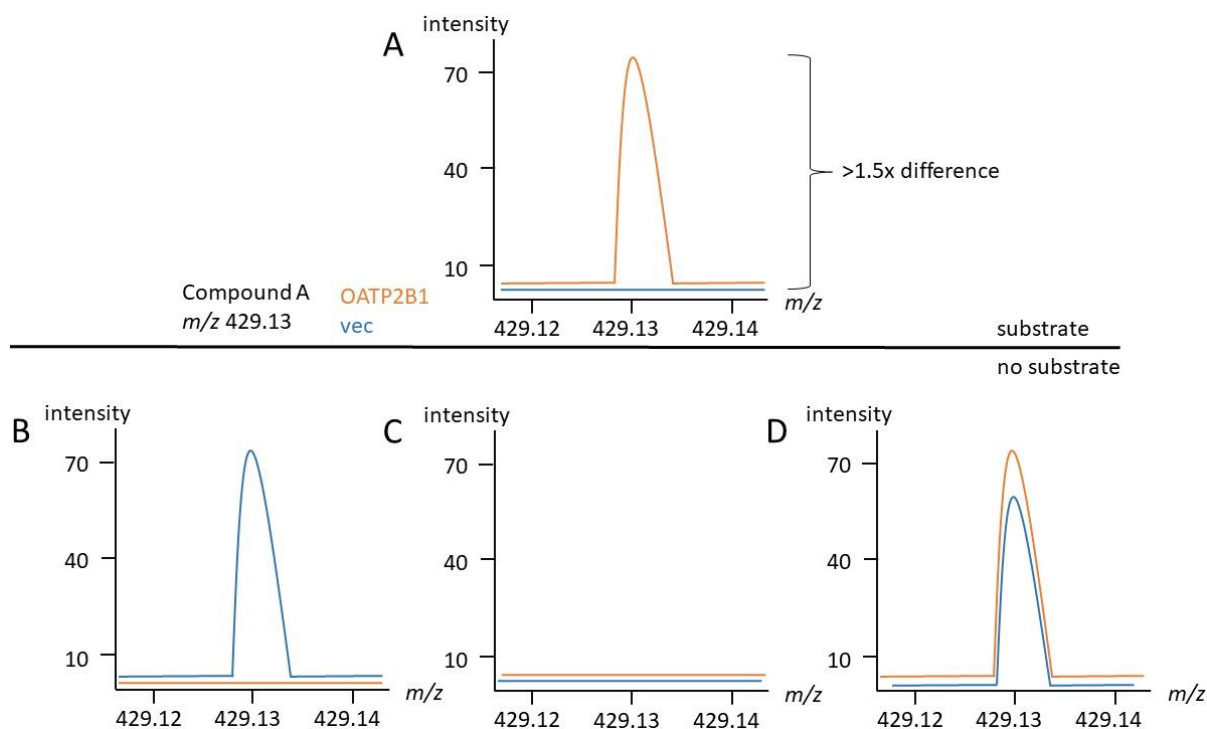 A
intensity
70
40
10
>1.5x difference
m/z
429.12 429.13 429.14
Compound A
m/z 429.13
OATP2B1
vec
substrate
no substrate
B
intensity
70
40
10
m/z
429.12 429.13 429.14
C
intensity
70
40
10
m/z
429.12 429.13 429.14
D
intensity
70
40
10
m/z
429.12 429.13 429.14